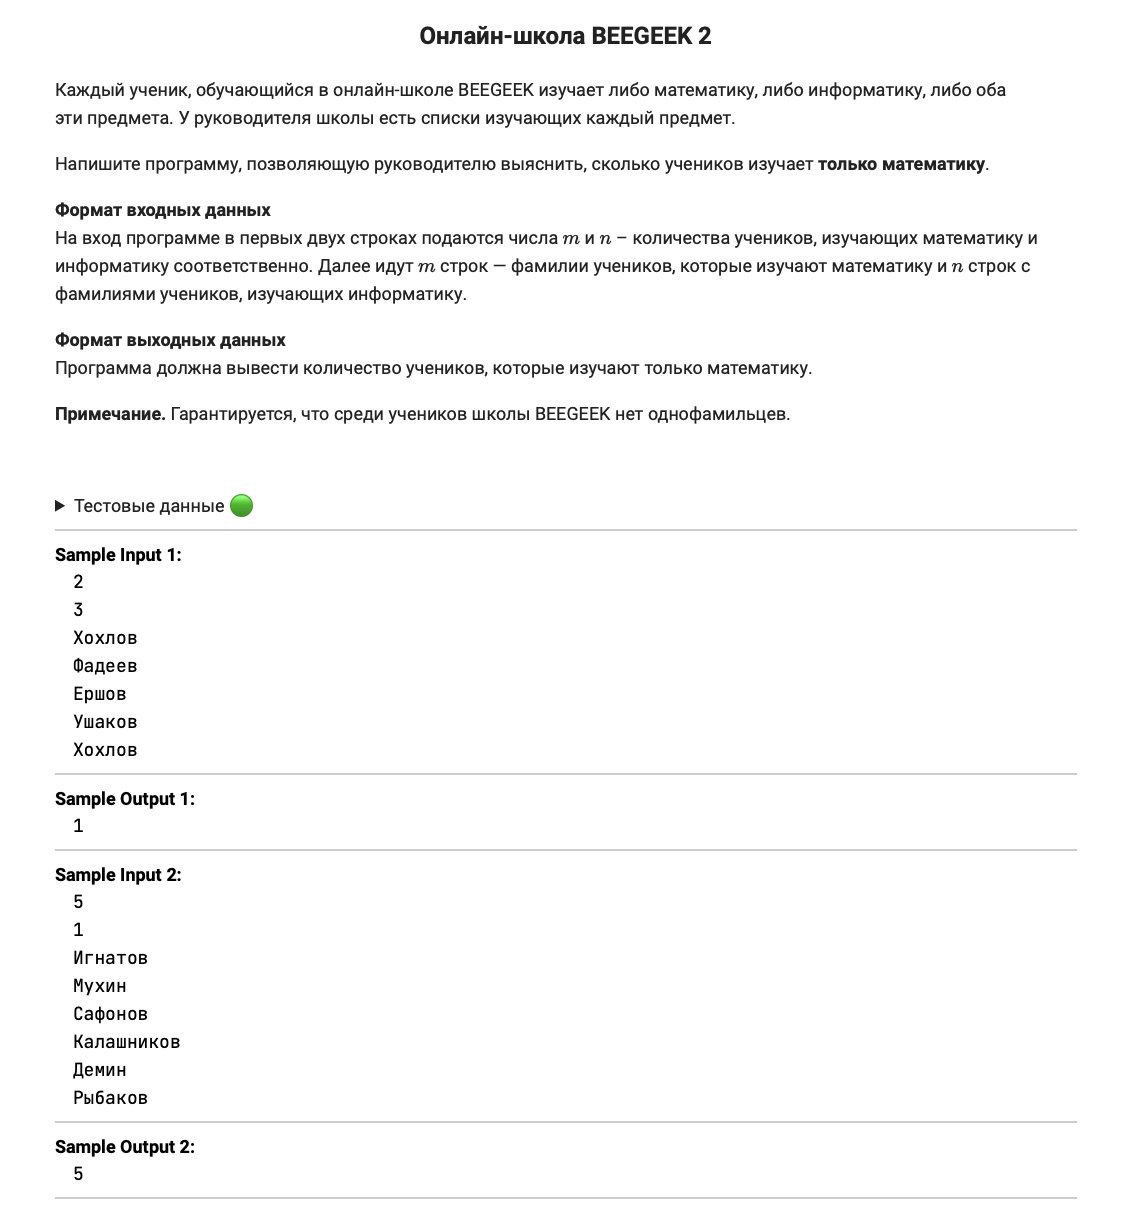 Онлайн-школа BEEGEEK 2
Каждый ученик, обучающийся в онлайн-школе BEEGEEK изучает либо математику, либо информатику, либо оба
эти предмета. У руководителя школы есть списки изучающих каждый предмет.
Напишите программу, позволяющую руководителю выяснить, сколько учеников изучает только математику.
Формат входных данных
На вход программе в первых двух строках подаются числа m и n – количества учеников, изучающих математику и
информатику соответственно. Далее идут m строк — фамилии учеников, которые изучают математику и n строк с
фамилиями учеников, изучающих информатику.
Формат выходных данных
Программа должна вывести количество учеников, которые изучают только математику.
Примечание. Гарантируется, что среди учеников школы BEEGEEK нет однофамильцев.
Тестовые данные
Sample Input 1:
2
3
Хохлов
Фадеев
Ершов
Ушаков
Хохлов
Sample Output 1:
1
Sample Input 2:
5
1
Игнатов
Мухин
Сафонов
Калашников
Демин
Рыбаков
Sample Output 2:
5